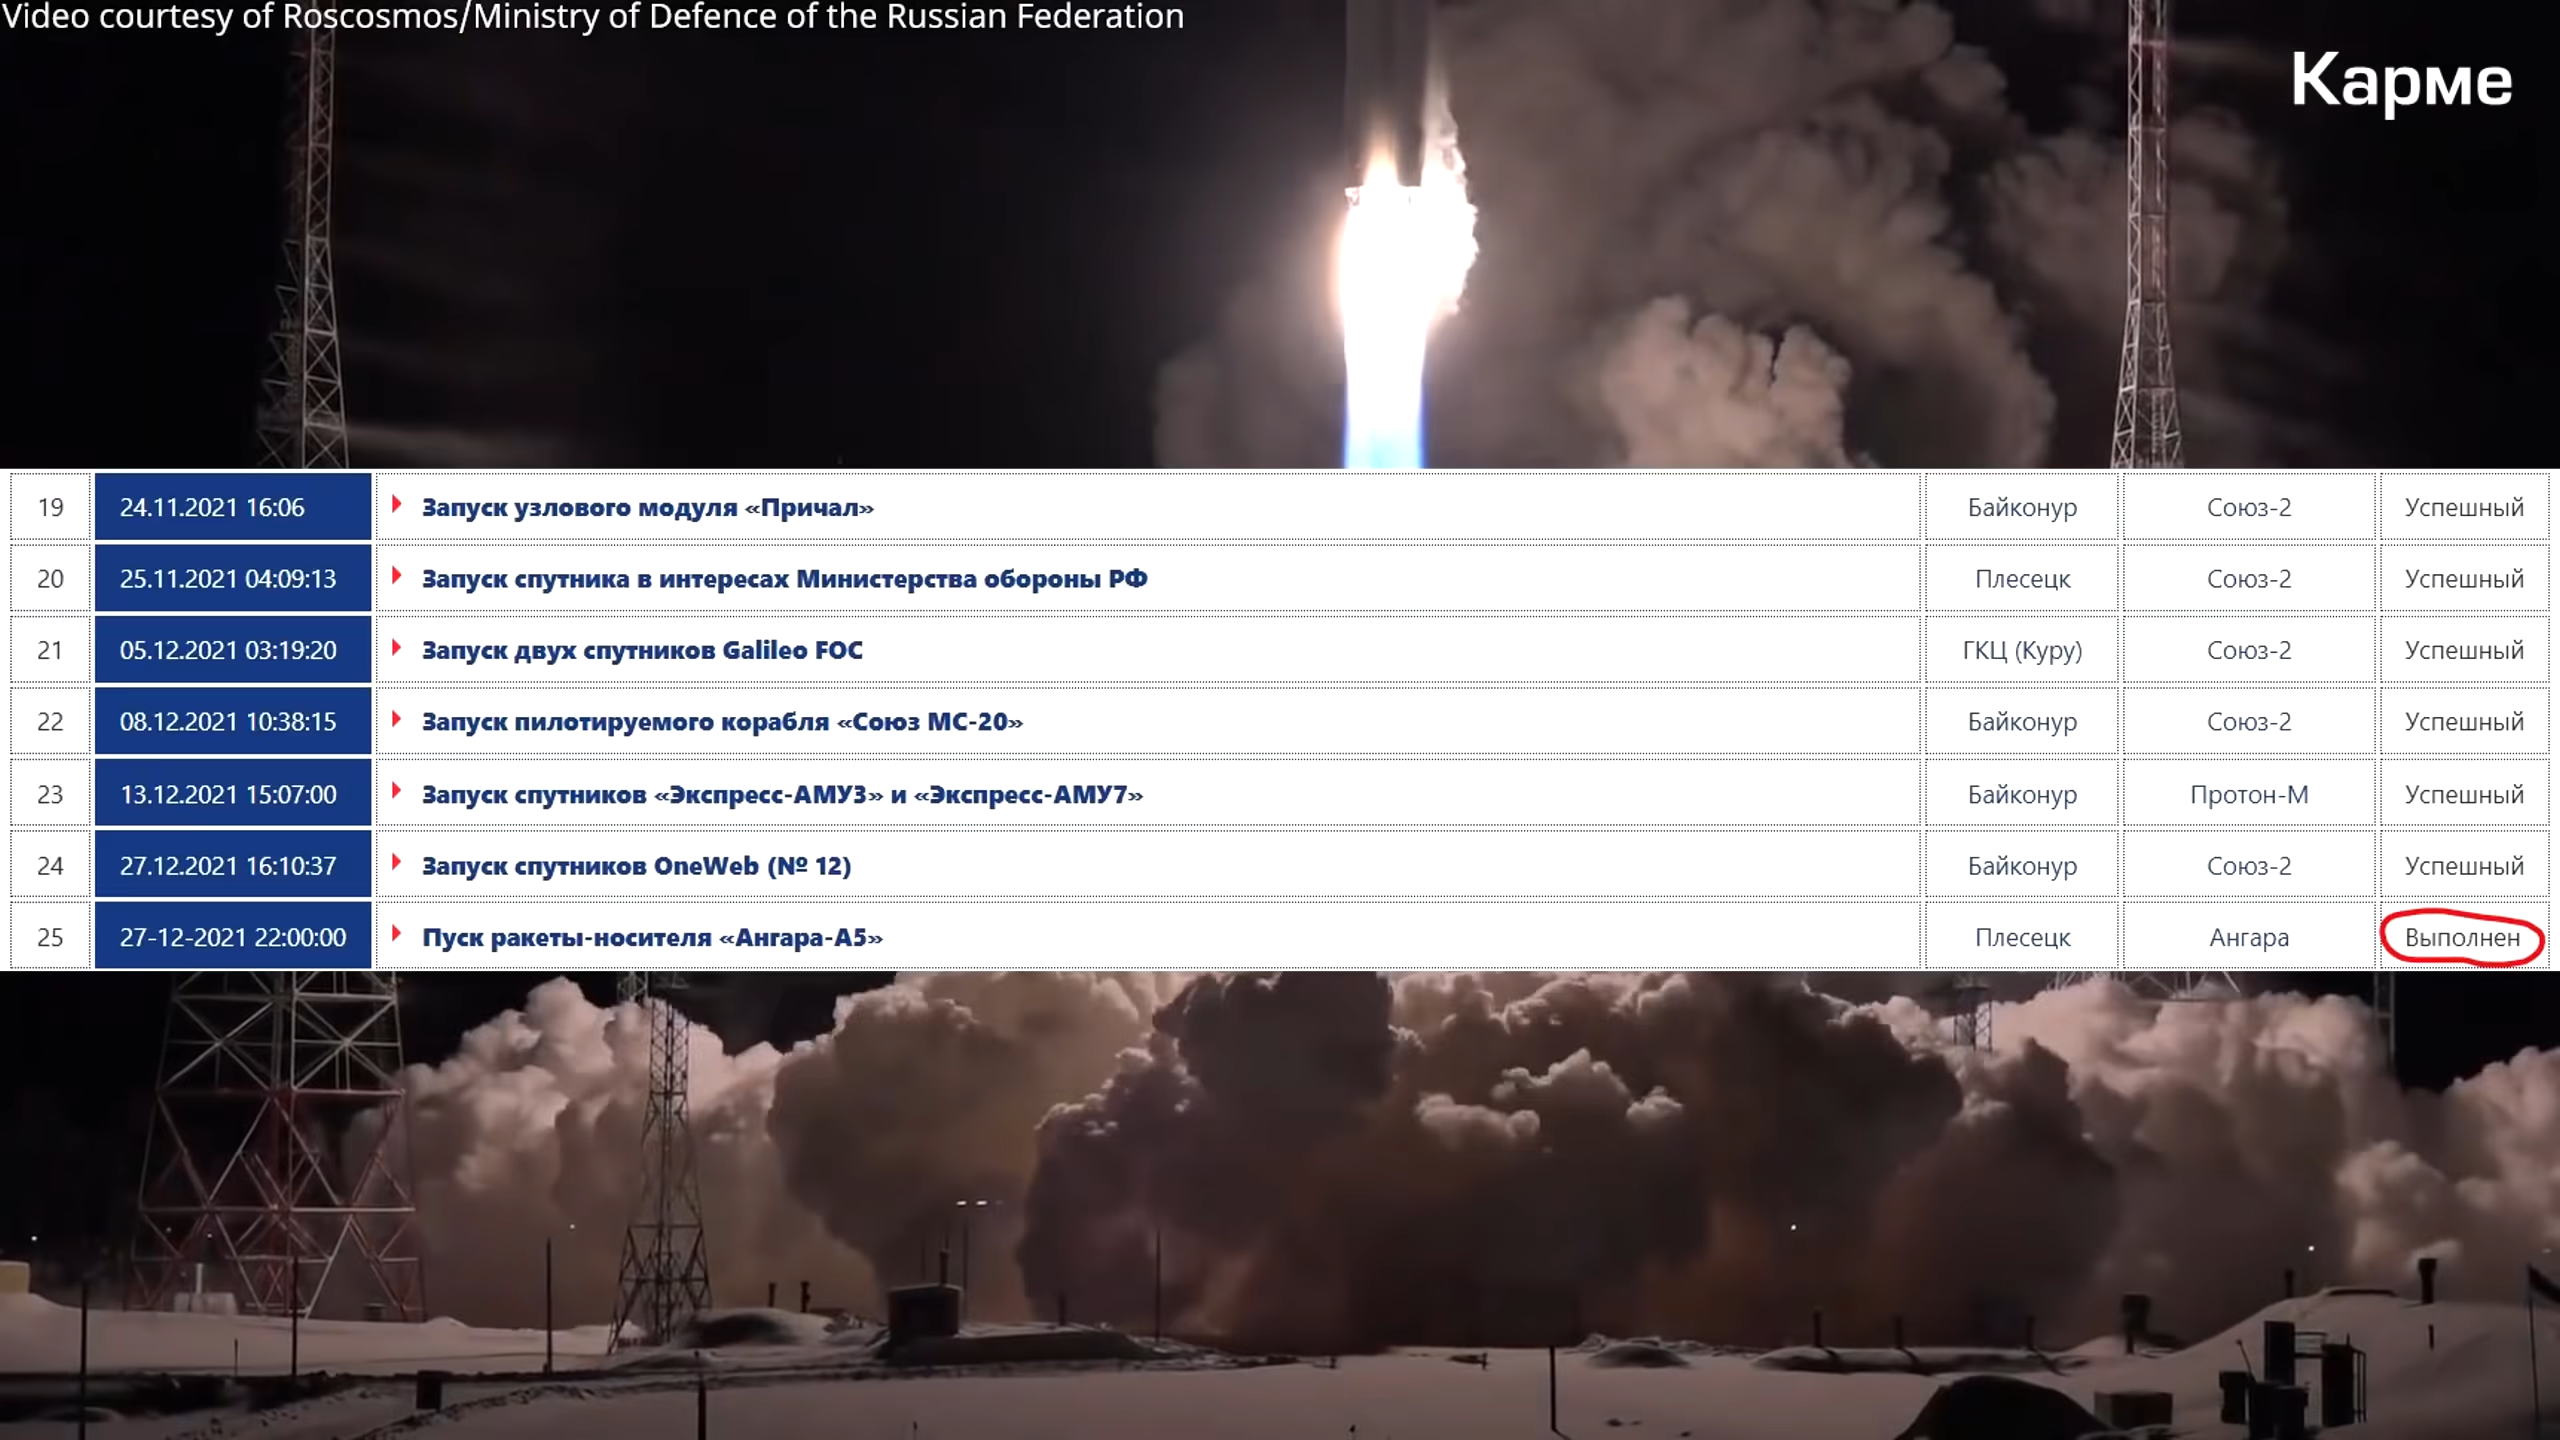 Video courtesy of Roscosmos/Ministry of Defence of the Russian Federation
Карме
19 24.11.2021 16:06 Запуск узлового модуля «Причал» Байконур Союз-2 Успешный
20 25.11.2021 04:09:13 Запуск спутника в интересах Министерства обороны РФ Плесецк Союз-2 Успешный
21 05.12.2021 03:19:20 Запуск двух спутников Galileo FOC ГКЦ (Куру) Союз-2 Успешный
22 08.12.2021 10:38:15 Запуск пилотируемого корабля «Союз МС-20» Байконур Союз-2 Успешный
23 13.12.2021 15:07:00 Запуск спутников «Экспресс-АМУ3» и «Экспресс-АМУ7» Байконур Протон-М Успешный
24 27.12.2021 16:10:37 Запуск спутников OneWeb (№ 12) Байконур Союз-2 Успешный
25 27-12-2021 22:00:00 Пуск ракеты-носителя «Ангара-А5» Плесецк Ангара Выполнен